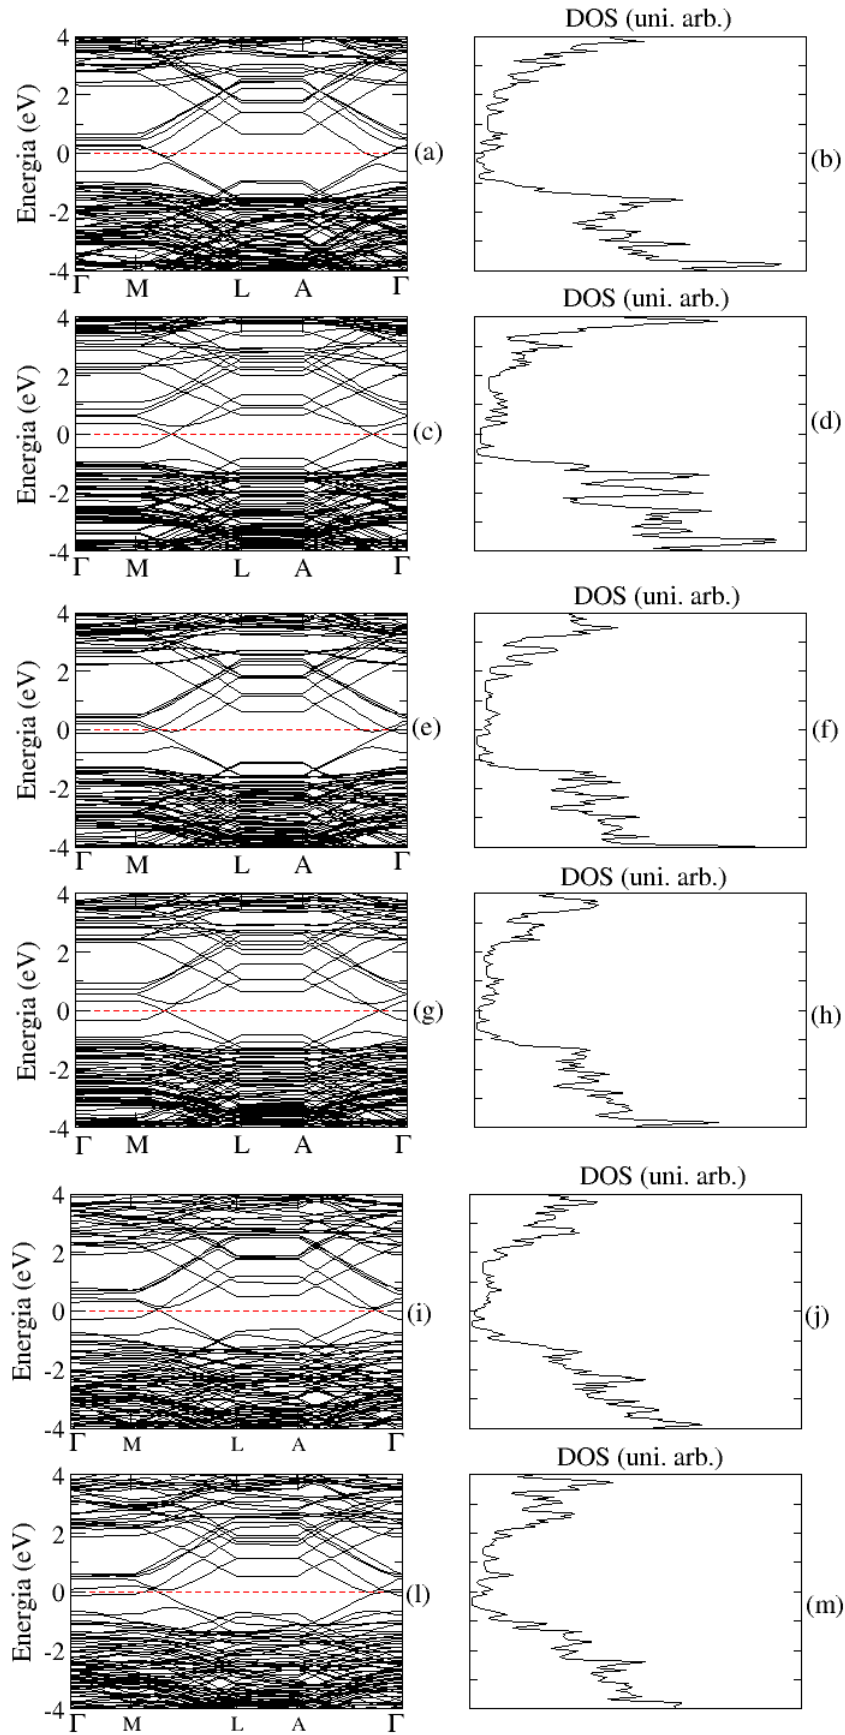 DOS (uni. arb.)
4
2
0
-2
-4
Energia (eV)
(a)
(b)
Γ M L A Γ
DOS (uni. arb.)
4
2
0
-2
-4
Energia (eV)
(c)
(d)
Γ M L A Γ
DOS (uni. arb.)
4
2
0
-2
-4
Energia (eV)
(e)
(f)
Γ M L A Γ
DOS (uni. arb.)
4
2
0
-2
-4
Energia (eV)
(g)
(h)
Γ M L A Γ
DOS (uni. arb.)
4
2
0
-2
-4
Energia (eV)
(i)
(j)
Γ M L A Γ
DOS (uni. arb.)
4
2
0
-2
-4
Energia (eV)
(l)
(m)
Γ M L A Γ